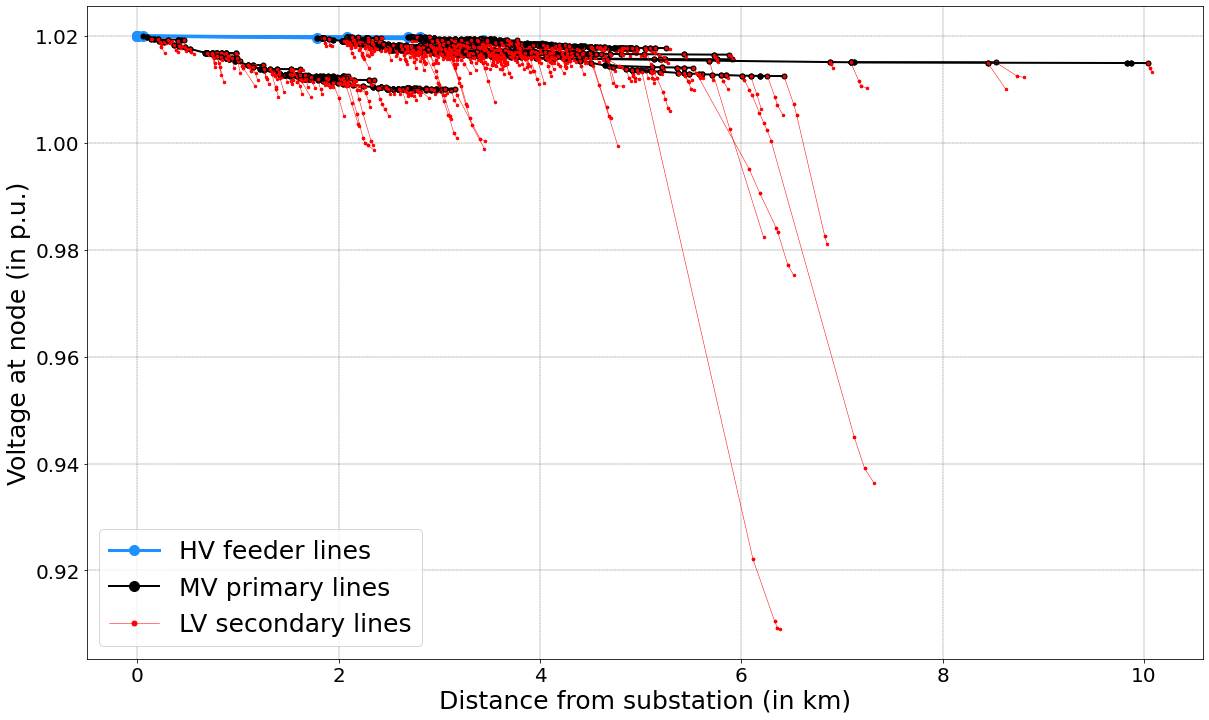 1.02
1.00
0.98
0.96
0.94
0.92
Voltage at node (in p.u.)
HV feeder lines
MV primary lines
LV secondary lines
0 2 4 6 8 10
Distance from substation (in km)